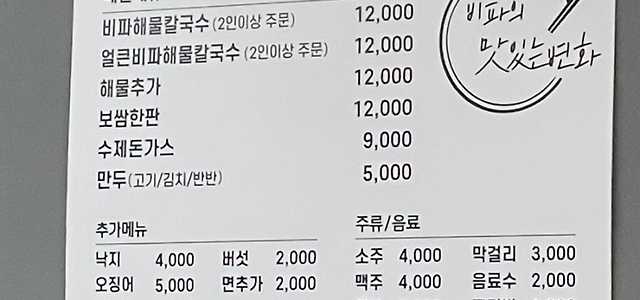 비파해물칼국수 (2인이상 주문) 12,000
얼큰비파해물칼국수 (2인이상 주문) 12,000
해물추가 12,000
보쌈한판 12,000
수제돈가스 9,000
만두(고기/김치/반반) 5,000
비파의
맛있는변화
추가메뉴
낙지 4,000 버섯 2,000
오징어 5,000 면추가 2,000
주류/음료
소주 4,000 막걸리 3,000
맥주 4,000 음료수 2,000